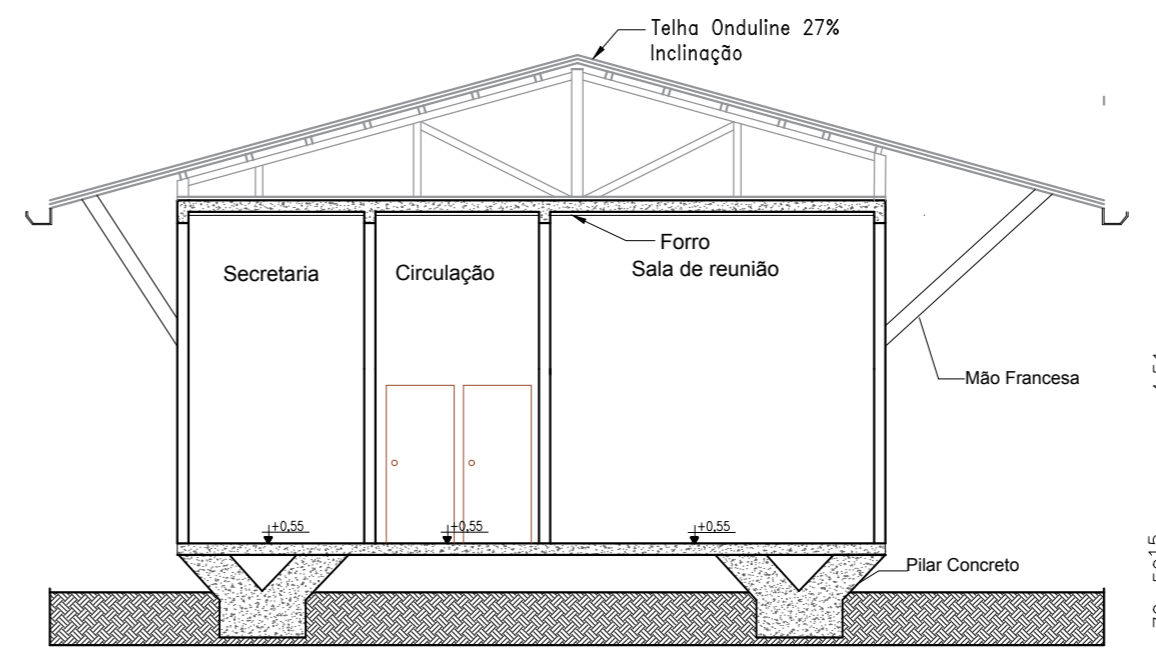 Telha Onduline 27%
Inclinação
Forro
Secretaria
Circulação
Sala de reunião
Mão Francesa
+0,55
+0,55
+0,55
15
Pilar Concreto